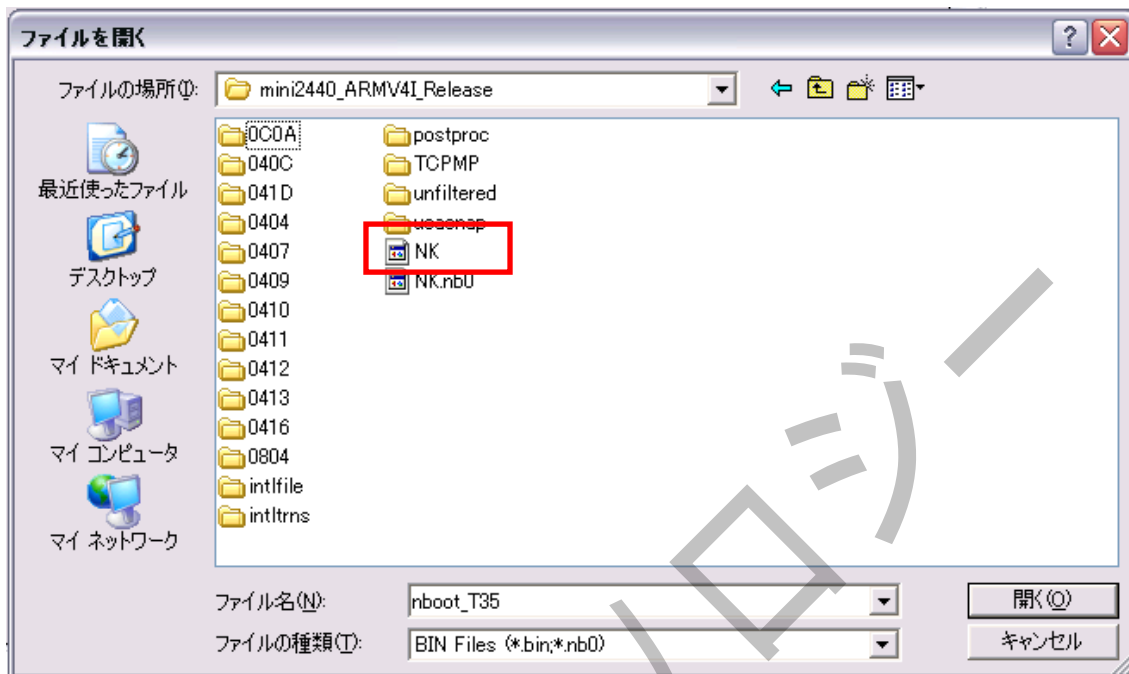 ファイルを開く
ファイルの場所(I):
mini2440_ARMV4I_Release
最近使ったファイル
デスクトップ
マイ ドキュメント
マイ コンピュータ
マイ ネットワーク
0C0A
040C
041D
0404
0407
0409
0410
0411
0412
0413
0416
0804
intlfile
intltrns
postproc
TCPMP
unfiltered
NK
NK.nb0
ファイル名(N):
nboot_T35
開く(O)
ファイルの種類(T):
BIN Files (*.bin;*.nb0)
キャンセル
ロジー